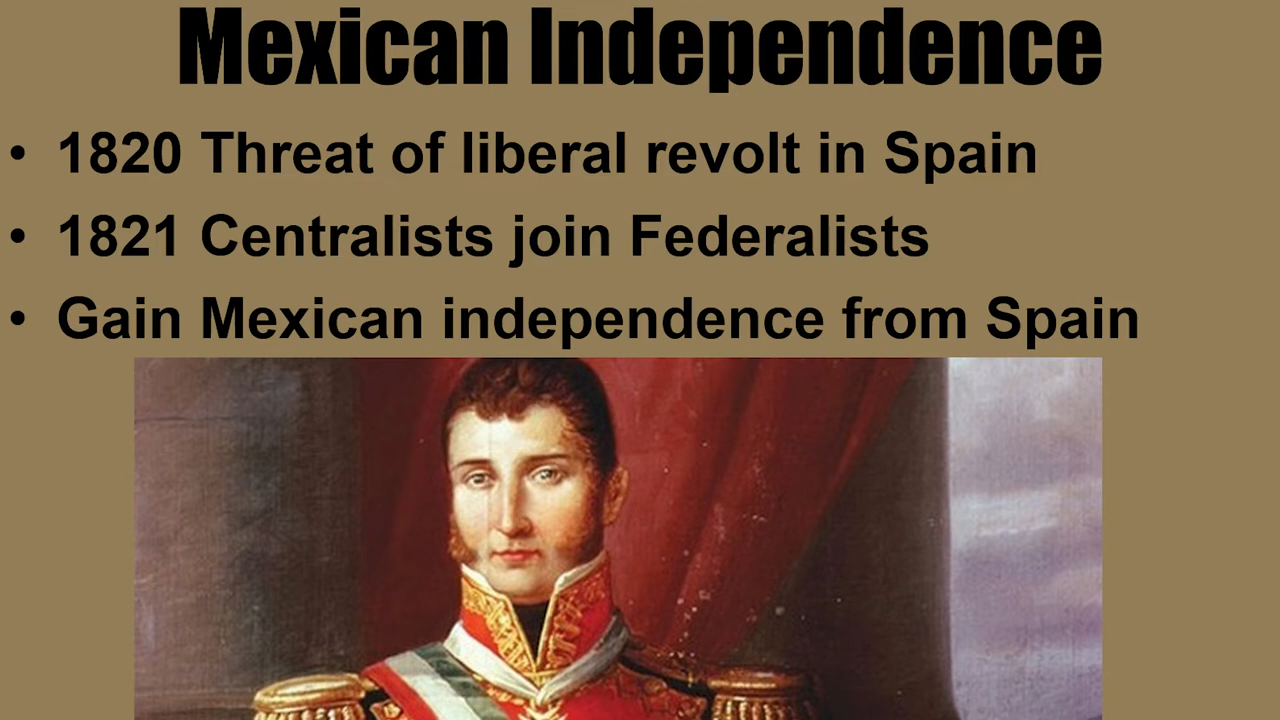 Mexican Independence
• 1820 Threat of liberal revolt in Spain
• 1821 Centralists join Federalists
• Gain Mexican independence from Spain